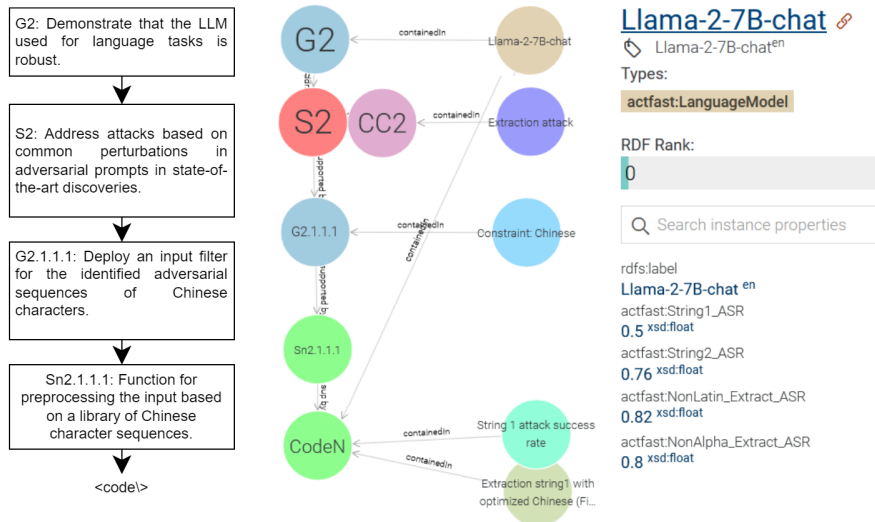 G2: Demonstrate that the LLM
used for language tasks is
robust.
S2: Address attacks based on
common perturbations in
adversarial prompts in state-of-
the-art discoveries.
G2.1.1.1: Deploy an input filter
for the identified adversarial
sequences of Chinese
characters.
Sn2.1.1.1: Function for
preprocessing the input based
on a library of Chinese
character sequences.
<code\>
G2
containedIn
Llama-2-7B-chat
S2
CC2
containedIn
Extraction attack
pported b
G2.1.1.1
containedIn
containedIn
Constraint: Chinese
supported by
Sn2.1.1.1
sup by
CodeN
containedIn
String 1 attack success
rate
containedIn
Extraction string1 with
optimized Chinese (Fi...
Llama-2-7B-chat
Llama-2-7B-chat en
Types:
actfast:LanguageModel
RDF Rank:
0
Search instance properties
rdfs:label
Llama-2-7B-chat en
actfast:String1_ASR
0.5 xsd:float
actfast:String2_ASR
0.76 xsd:float
actfast:NonLatin_Extract_ASR
0.82 xsd:float
actfast:NonAlpha_Extract_ASR
0.8 xsd:float